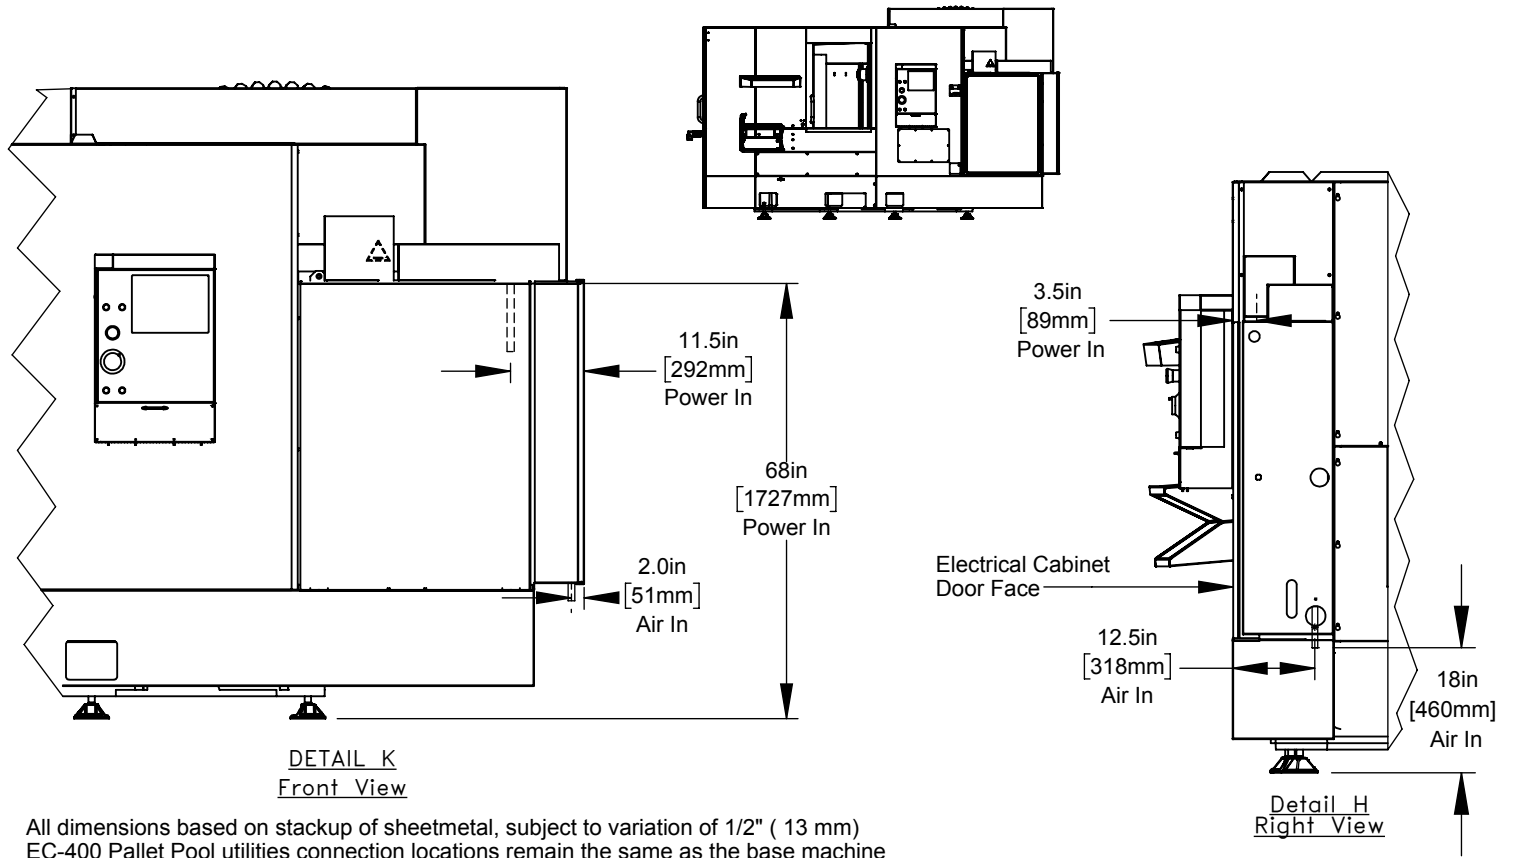 11.5in
[292mm]
Power In
68in
[1727mm]
Power In
2.0in
[51mm]
Air In
DETAIL K
Front View
3.5in
[89mm]
Power In
Electrical Cabinet
Door Face
12.5in
[318mm]
Air In
18in
[460mm]
Air In
Detail H
Right View
All dimensions based on stackup of sheetmetal, subject to variation of 1/2" ( 13 mm)
EC-400 Pallet Pool utilities connection locations remain the same as the base machine